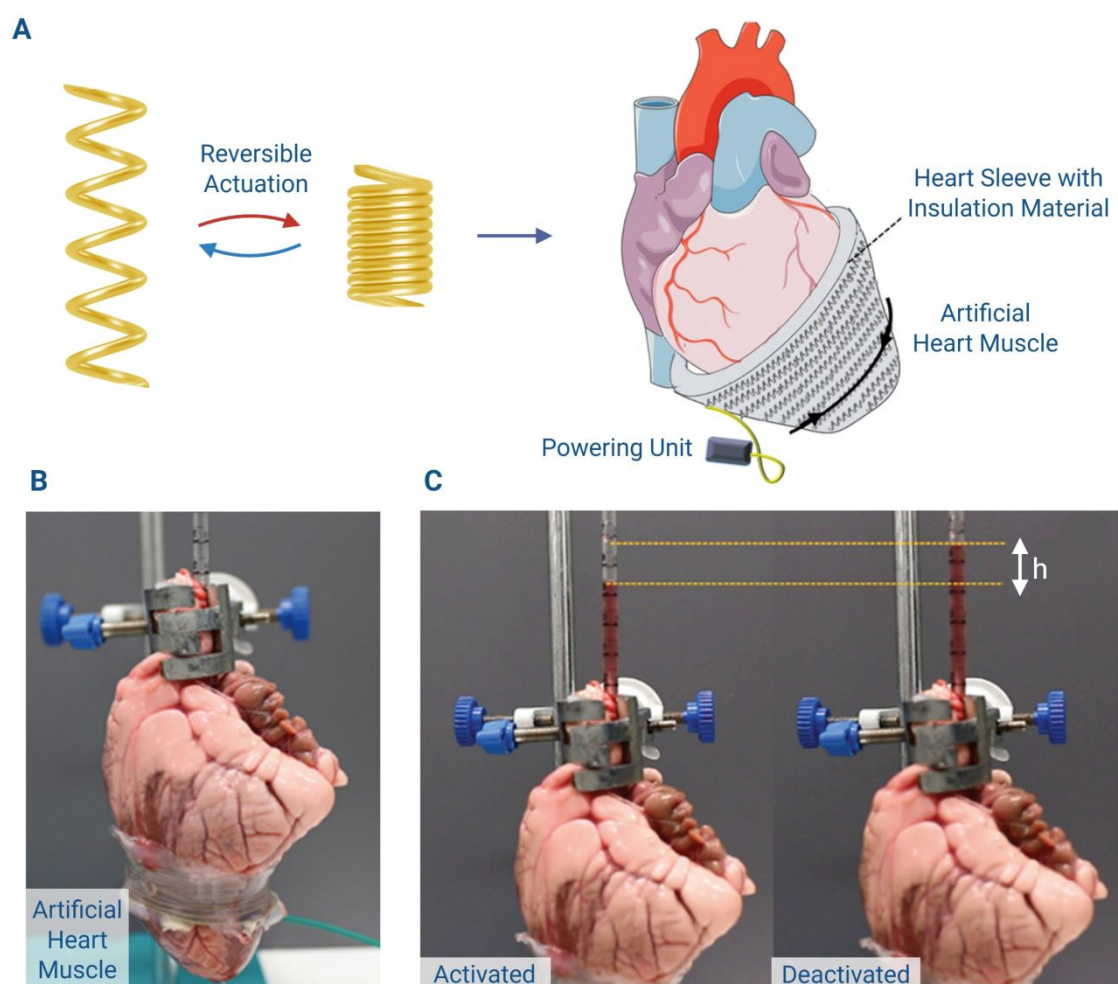 A
Reversible
Actuation
Heart Sleeve with
Insulation Material
Artificial
Heart Muscle
Powering Unit
B
Artificial
Heart
Muscle
C
h
Activated
Deactivated